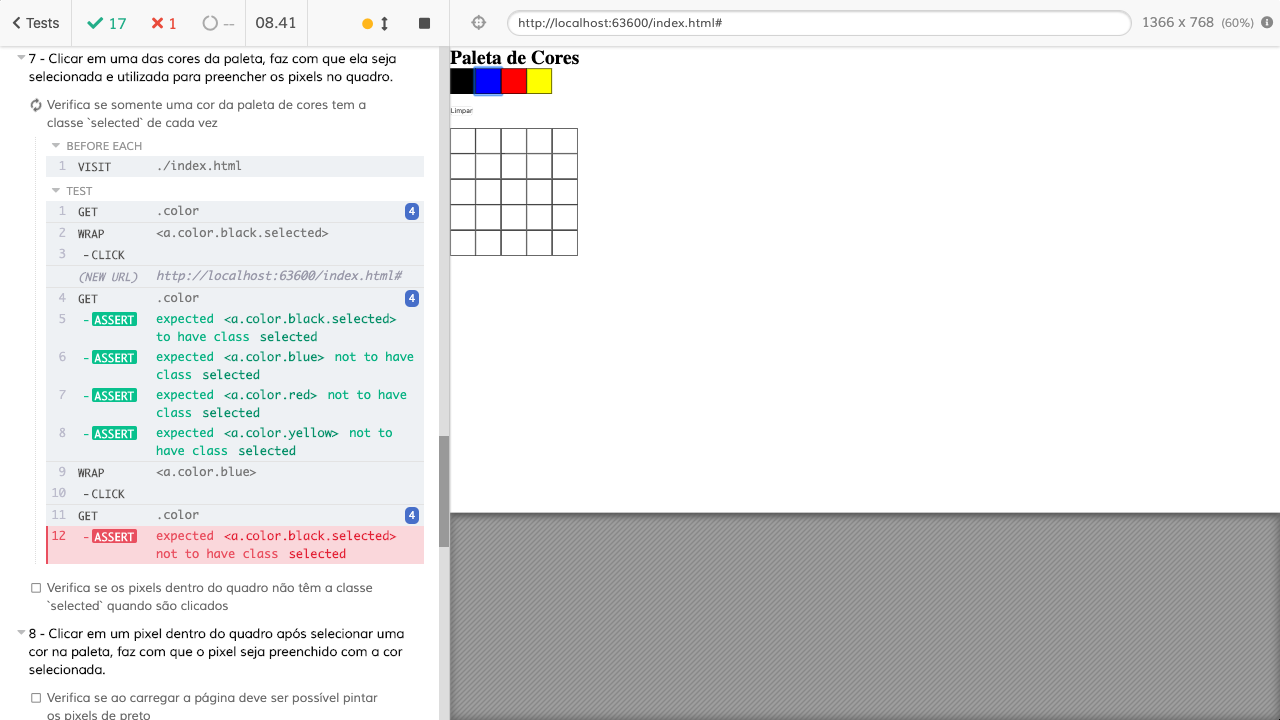 Tests
17
1
--
08.41
http://localhost:63600/index.html#
1366 x 768 (60%)
7 - Clicar em uma das cores da paleta, faz com que ela seja
selecionada e utilizada para preencher os pixels no quadro.
Verifica se somente uma cor da paleta de cores tem a
classe `selected` de cada vez
BEFORE EACH
1 VISIT ./index.html
TEST
1 GET .color 4
2 WRAP <a.color.black.selected>
3 -CLICK
(NEW URL) http://localhost:63600/index.html#
4 GET .color 4
5 -ASSERT expected <a.color.black.selected>
to have class selected
6 -ASSERT expected <a.color.blue> not to have
class selected
7 -ASSERT expected <a.color.red> not to have
class selected
8 -ASSERT expected <a.color.yellow> not to
have class selected
9 WRAP <a.color.blue>
10 -CLICK
11 GET .color 4
12 -ASSERT expected <a.color.black.selected>
not to have class selected
Verifica se os pixels dentro do quadro não têm a classe
`selected` quando são clicados
8 - Clicar em um pixel dentro do quadro após selecionar uma
cor na paleta, faz com que o pixel seja preenchido com a cor
selecionada.
Verifica se ao carregar a página deve ser possível pintar
os pixels de preto
Paleta de Cores
Limpar